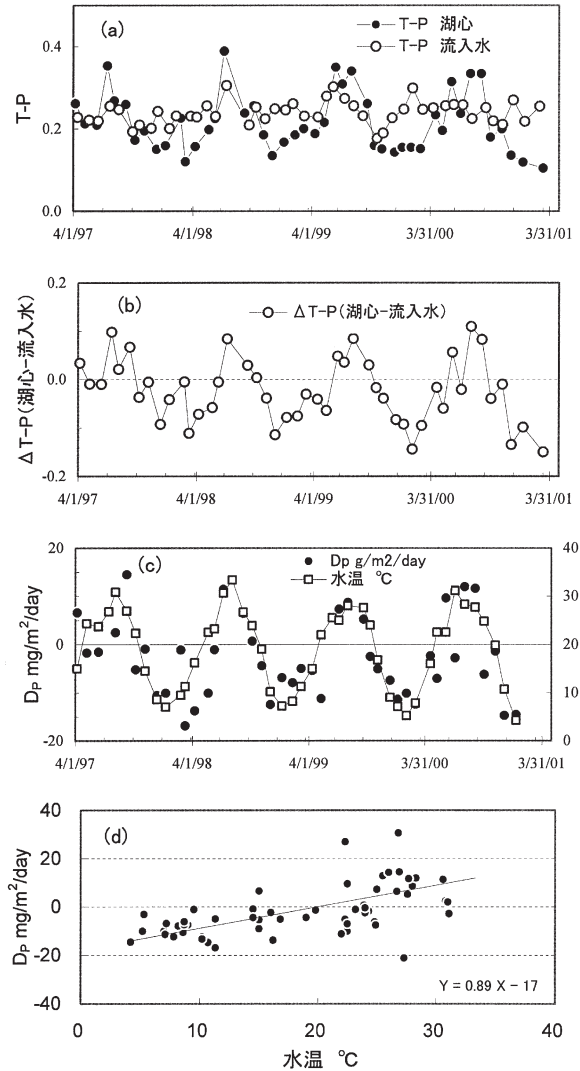 (a)
T-P 湖心
T-P 流入水
T-P
0.4
0.2
0.0
4/1/97 4/1/98 4/1/99 3/31/00 3/31/01
(b)
ΔT-P(湖心-流入水)
ΔT-P(湖心-流入水)
0.2
0.0
-0.2
4/1/97 4/1/98 4/1/99 3/31/00 3/31/01
(c)
DP g/m2/day
水温 ℃
DP mg/m²/day
20
0
-20
40
30
20
10
0
4/1/97 4/1/98 4/1/99 3/31/00 3/31/01
(d)
DP mg/m²/day
40
20
0
-20
-40
Y = 0.89 X − 17
0 10 20 30 40
水温 ℃